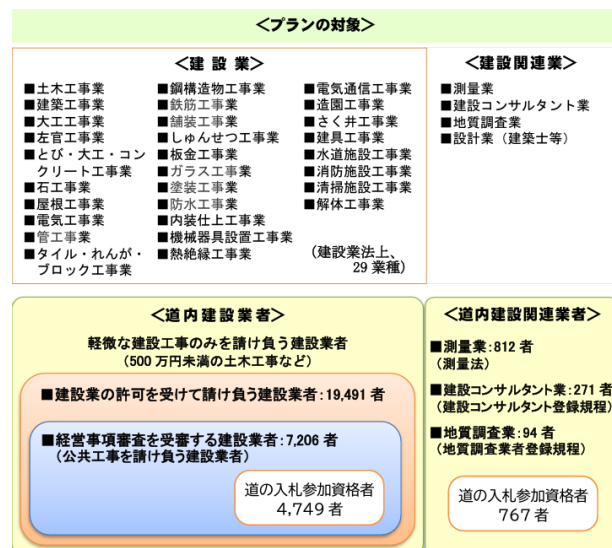 ＜プランの対象＞
＜建 設 業＞
■土木工事業
■建築工事業
■大工工事業
■左官工事業
■とび・大工・コン
クリート工事業
■石工事業
■屋根工事業
■電気工事業
■管工事業
■タイル・れんが・
ブロック工事業
■鋼構造物工事業
■鉄筋工事業
■舗装工事業
■しゅんせつ工事業
■板金工事業
■ガラス工事業
■塗装工事業
■防水工事業
■内装仕上工事業
■機械器具設置工事業
■熱絶縁工事業
■電気通信工事業
■造園工事業
■さく井工事業
■建具工事業
■水道施設工事業
■消防施設工事業
■清掃施設工事業
■解体工事業
（建設業法上、
29 業種）
＜建設関連業＞
■測量業
■建設コンサルタント業
■地質調査業
■設計業（建築士等）
＜道内建設業者＞
軽微な建設工事のみを請け負う建設業者
（500 万円未満の土木工事など）
■建設業の許可を受けて請け負う建設業者：19,491 者
■経営事項審査を受審する建設業者：7,206 者
（公共工事を請け負う建設業者）
道の入札参加資格者
4,749 者
＜道内建設関連業者＞
■測量業：812 者
（測量法）
■建設コンサルタント業：271 者
（建設コンサルタント登録規程）
■地質調査業：94 者
（地質調査業者登録規程）
道の入札参加資格者
767 者